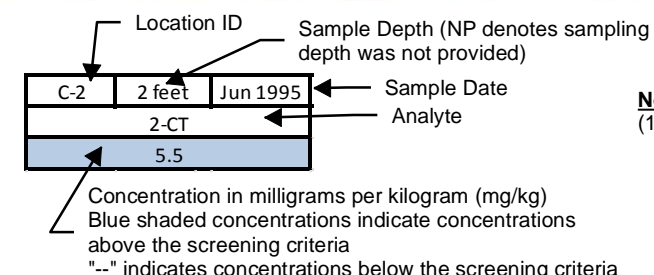 Location ID
Sample Depth (NP denotes sampling
depth was not provided)
C-2 2 feet Jun 1995
Sample Date
2-CT
Analyte
5.5
Concentration in milligrams per kilogram (mg/kg)
Blue shaded concentrations indicate concentrations
above the screening criteria
"--" indicates concentrations below the screening criteria
(1